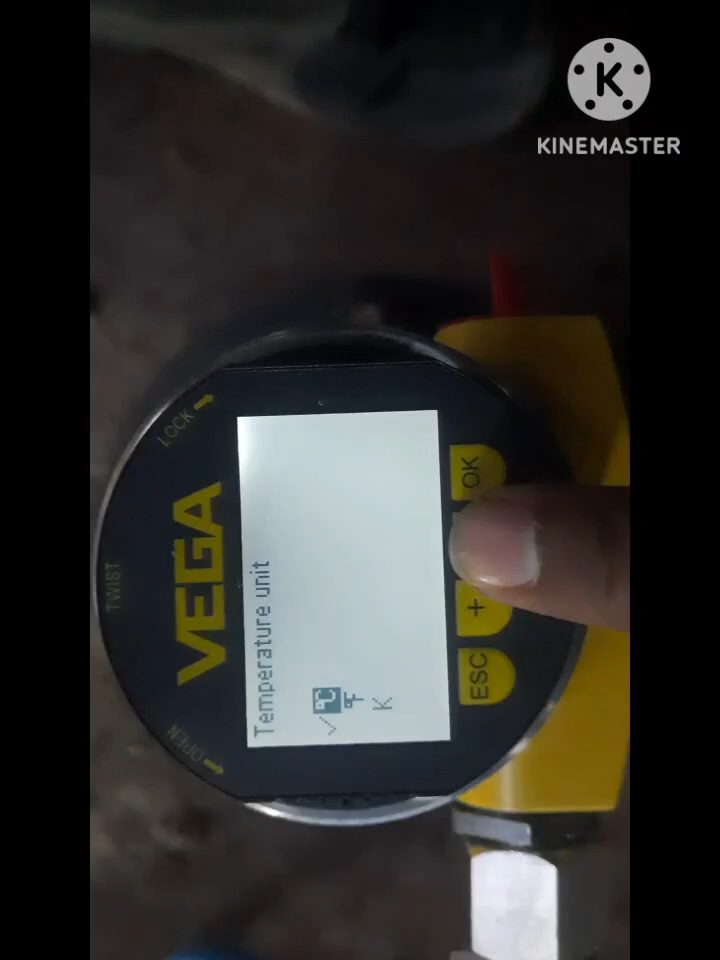 KINEMASTER
OPEN
TWIST
LOCK
VEGA
Temperature unit
✓ °C
°F
K
ESC
+
OK